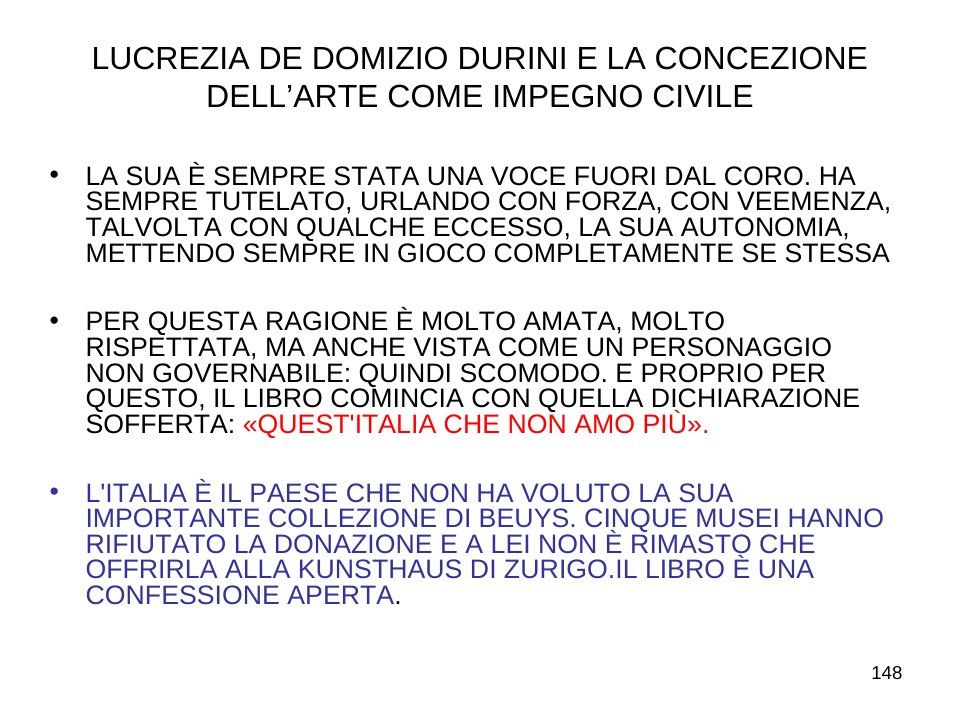 LUCREZIA DE DOMIZIO DURINI E LA CONCEZIONE
DELL’ARTE COME IMPEGNO CIVILE
• LA SUA È SEMPRE STATA UNA VOCE FUORI DAL CORO. HA
SEMPRE TUTELATO, URLANDO CON FORZA, CON VEEMENZA,
TALVOLTA CON QUALCHE ECCESSO, LA SUA AUTONOMIA,
METTENDO SEMPRE IN GIOCO COMPLETAMENTE SE STESSA
• PER QUESTA RAGIONE È MOLTO AMATA, MOLTO
RISPETTATA, MA ANCHE VISTA COME UN PERSONAGGIO
NON GOVERNABILE: QUINDI SCOMODO. E PROPRIO PER
QUESTO, IL LIBRO COMINCIA CON QUELLA DICHIARAZIONE
SOFFERTA: «QUEST'ITALIA CHE NON AMO PIÙ».
• L'ITALIA È IL PAESE CHE NON HA VOLUTO LA SUA
IMPORTANTE COLLEZIONE DI BEUYS. CINQUE MUSEI HANNO
RIFIUTATO LA DONAZIONE E A LEI NON È RIMASTO CHE
OFFRIRLA ALLA KUNSTHAUS DI ZURIGO.IL LIBRO È UNA
CONFESSIONE APERTA.
148